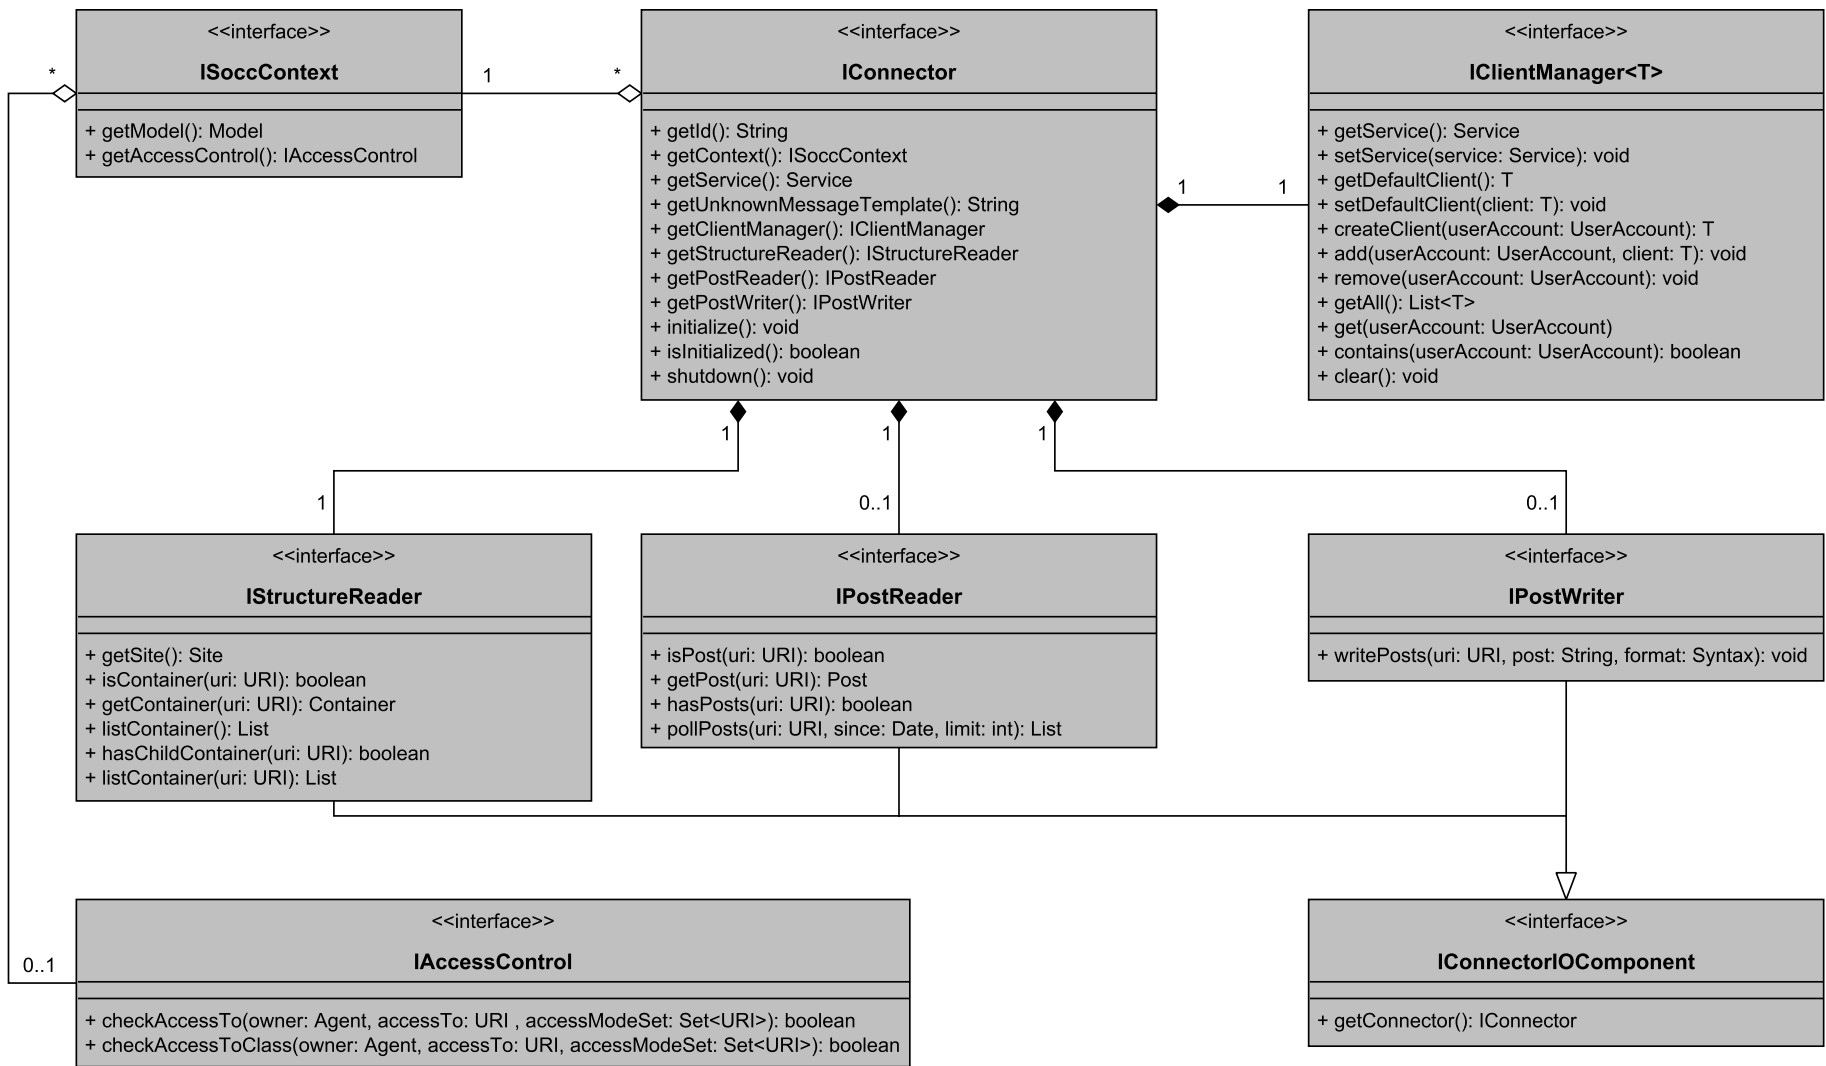 <<interface>>
ISoccContext
+ getModel(): Model
+ getAccessControl(): IAccessControl
*
1
*
<<interface>>
IConnector
+ getId(): String
+ getContext(): ISoccContext
+ getService(): Service
+ getUnknownMessageTemplate(): String
+ getClientManager(): IClientManager
+ getStructureReader(): IStructureReader
+ getPostReader(): IPostReader
+ getPostWriter(): IPostWriter
+ initialize(): void
+ isInitialized(): boolean
+ shutdown(): void
1
1
<<interface>>
IClientManager<T>
+ getService(): Service
+ setService(service: Service): void
+ getDefaultClient(): T
+ setDefaultClient(client: T): void
+ createClient(userAccount: UserAccount): T
+ add(userAccount: UserAccount, client: T): void
+ remove(userAccount: UserAccount): void
+ getAll(): List<T>
+ get(userAccount: UserAccount)
+ contains(userAccount: UserAccount): boolean
+ clear(): void
1
1
1
1
0..1
0..1
<<interface>>
IStructureReader
+ getSite(): Site
+ isContainer(uri: URI): boolean
+ getContainer(uri: URI): Container
+ listContainer(): List
+ hasChildContainer(uri: URI): boolean
+ listContainer(uri: URI): List
<<interface>>
IPostReader
+ isPost(uri: URI): boolean
+ getPost(uri: URI): Post
+ hasPosts(uri: URI): boolean
+ pollPosts(uri: URI, since: Date, limit: int): List
<<interface>>
IPostWriter
+ writePosts(uri: URI, post: String, format: Syntax): void
0..1
<<interface>>
IAccessControl
+ checkAccessTo(owner: Agent, accessTo: URI , accessModeSet: Set<URI>): boolean
+ checkAccessToClass(owner: Agent, accessTo: URI, accessModeSet: Set<URI>): boolean
<<interface>>
IConnectorIOComponent
+ getConnector(): IConnector